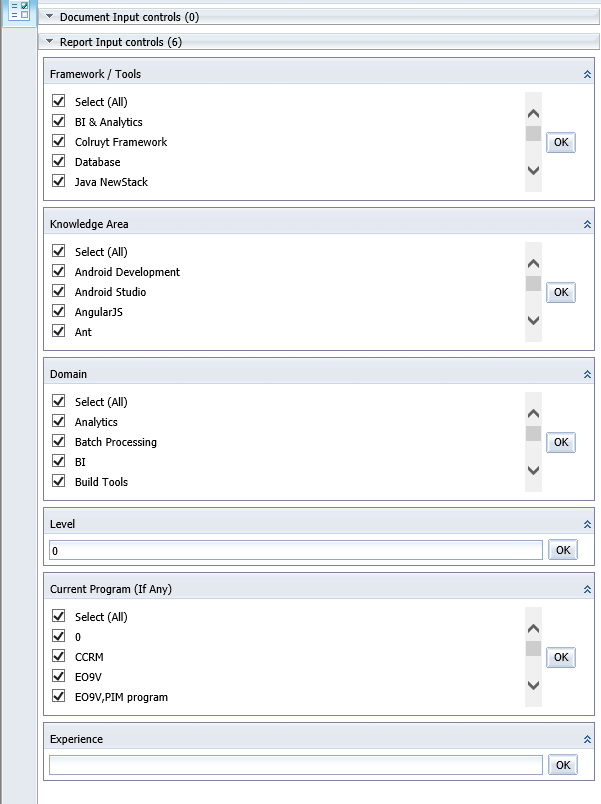 Document Input controls (0)
Report Input controls (6)
Framework / Tools
Select (All)
BI & Analytics
Colruyt Framework
Database
Java NewStack
OK
Knowledge Area
Select (All)
Android Development
Android Studio
AngularJS
Ant
OK
Domain
Select (All)
Analytics
Batch Processing
BI
Build Tools
OK
Level
0
OK
Current Program (If Any)
Select (All)
0
CCRM
EO9V
EO9V,PIM program
OK
Experience
OK